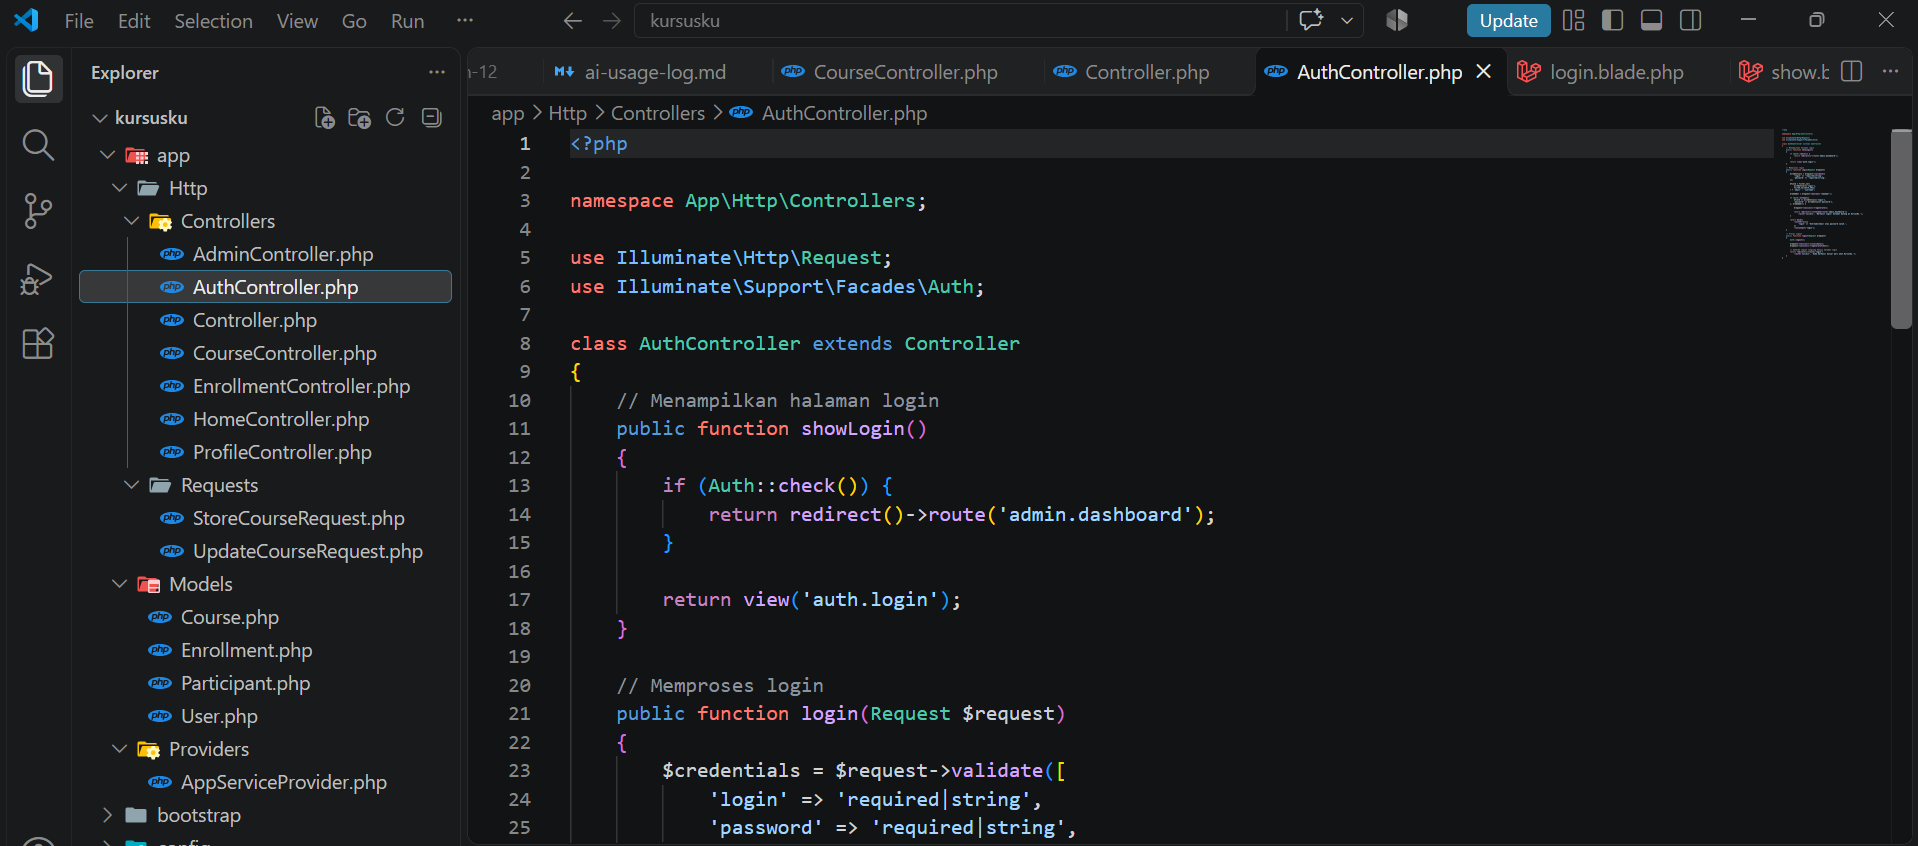 File Edit Selection View Go Run ··· kursusku Update
Explorer ···
-12 ai-usage-log.md CourseController.php Controller.php AuthController.php login.blade.php show.b ···
app > Http > Controllers > AuthController.php
kursusku
app
Http
Controllers
AdminController.php
AuthController.php
Controller.php
CourseController.php
EnrollmentController.php
HomeController.php
ProfileController.php
Requests
StoreCourseRequest.php
UpdateCourseRequest.php
Models
Course.php
Enrollment.php
Participant.php
User.php
Providers
AppServiceProvider.php
bootstrap
config
1 <?php
2
3 namespace App\Http\Controllers;
4
5 use Illuminate\Http\Request;
6 use Illuminate\Support\Facades\Auth;
7
8 class AuthController extends Controller
9 {
10 // Menampilkan halaman login
11 public function showLogin()
12 {
13 if (Auth::check()) {
14 return redirect()->route('admin.dashboard');
15 }
16
17 return view('auth.login');
18 }
19
20 // Memproses login
21 public function login(Request $request)
22 {
23 $credentials = $request->validate([
24 'login' => 'required|string',
25 'password' => 'required|string',